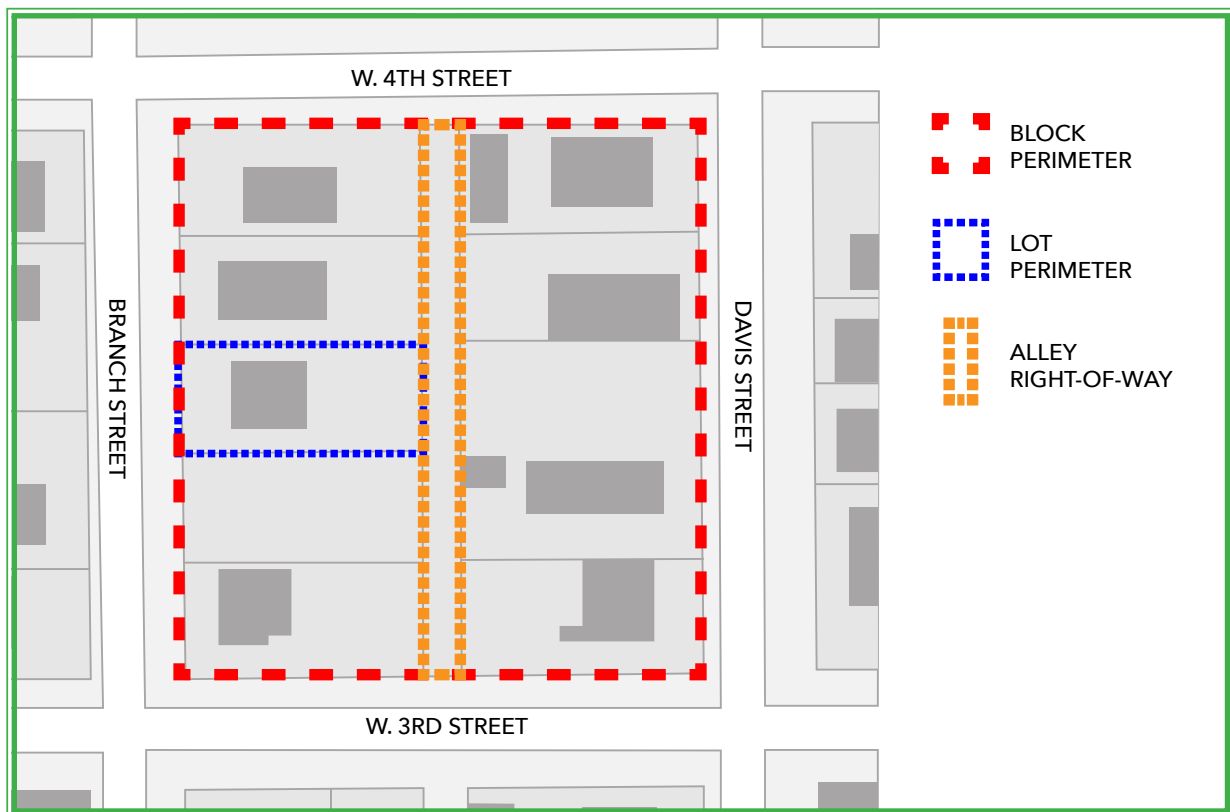 W. 4TH STREET
BRANCH STREET
DAVIS STREET
W. 3RD STREET
BLOCK
PERIMETER
LOT
PERIMETER
ALLEY
RIGHT-OF-WAY